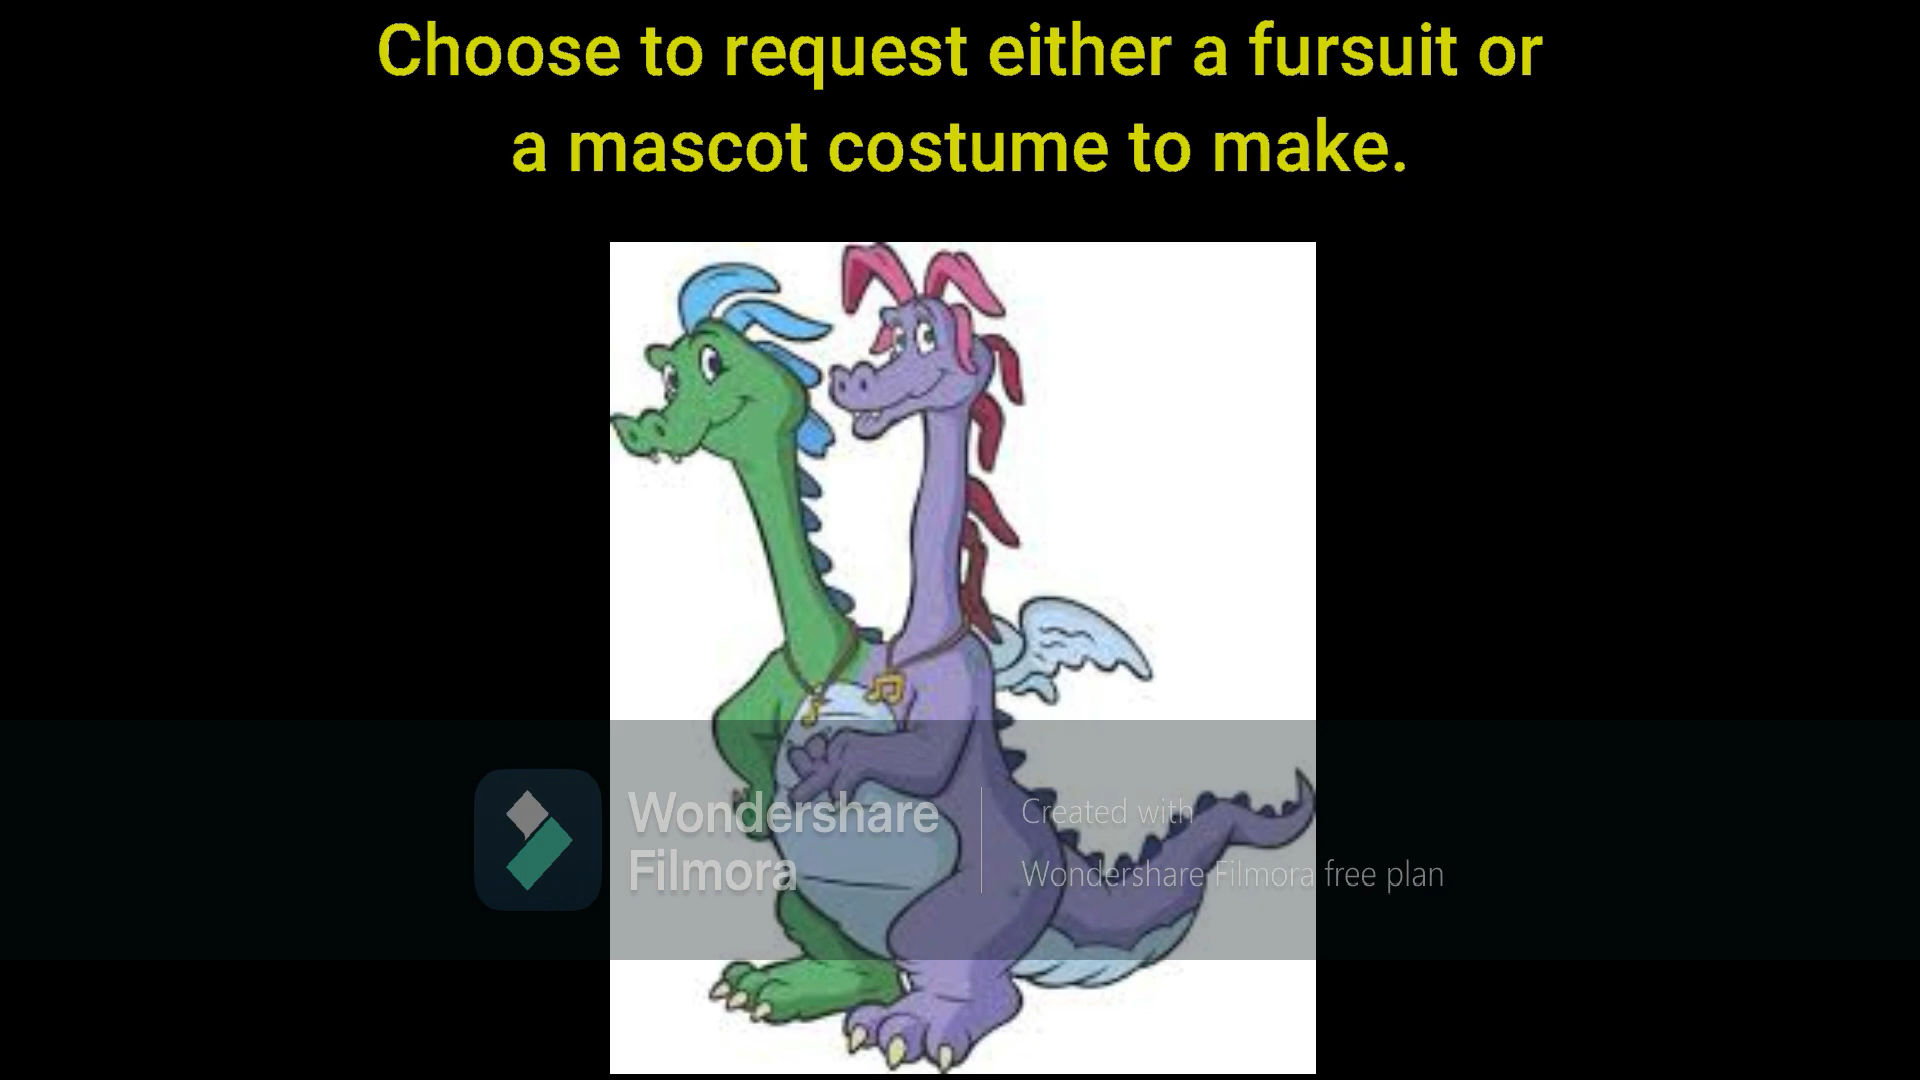 Choose to request either a fursuit or
a mascot costume to make.
Wondershare
Filmora
Created with
Wondershare Filmora free plan